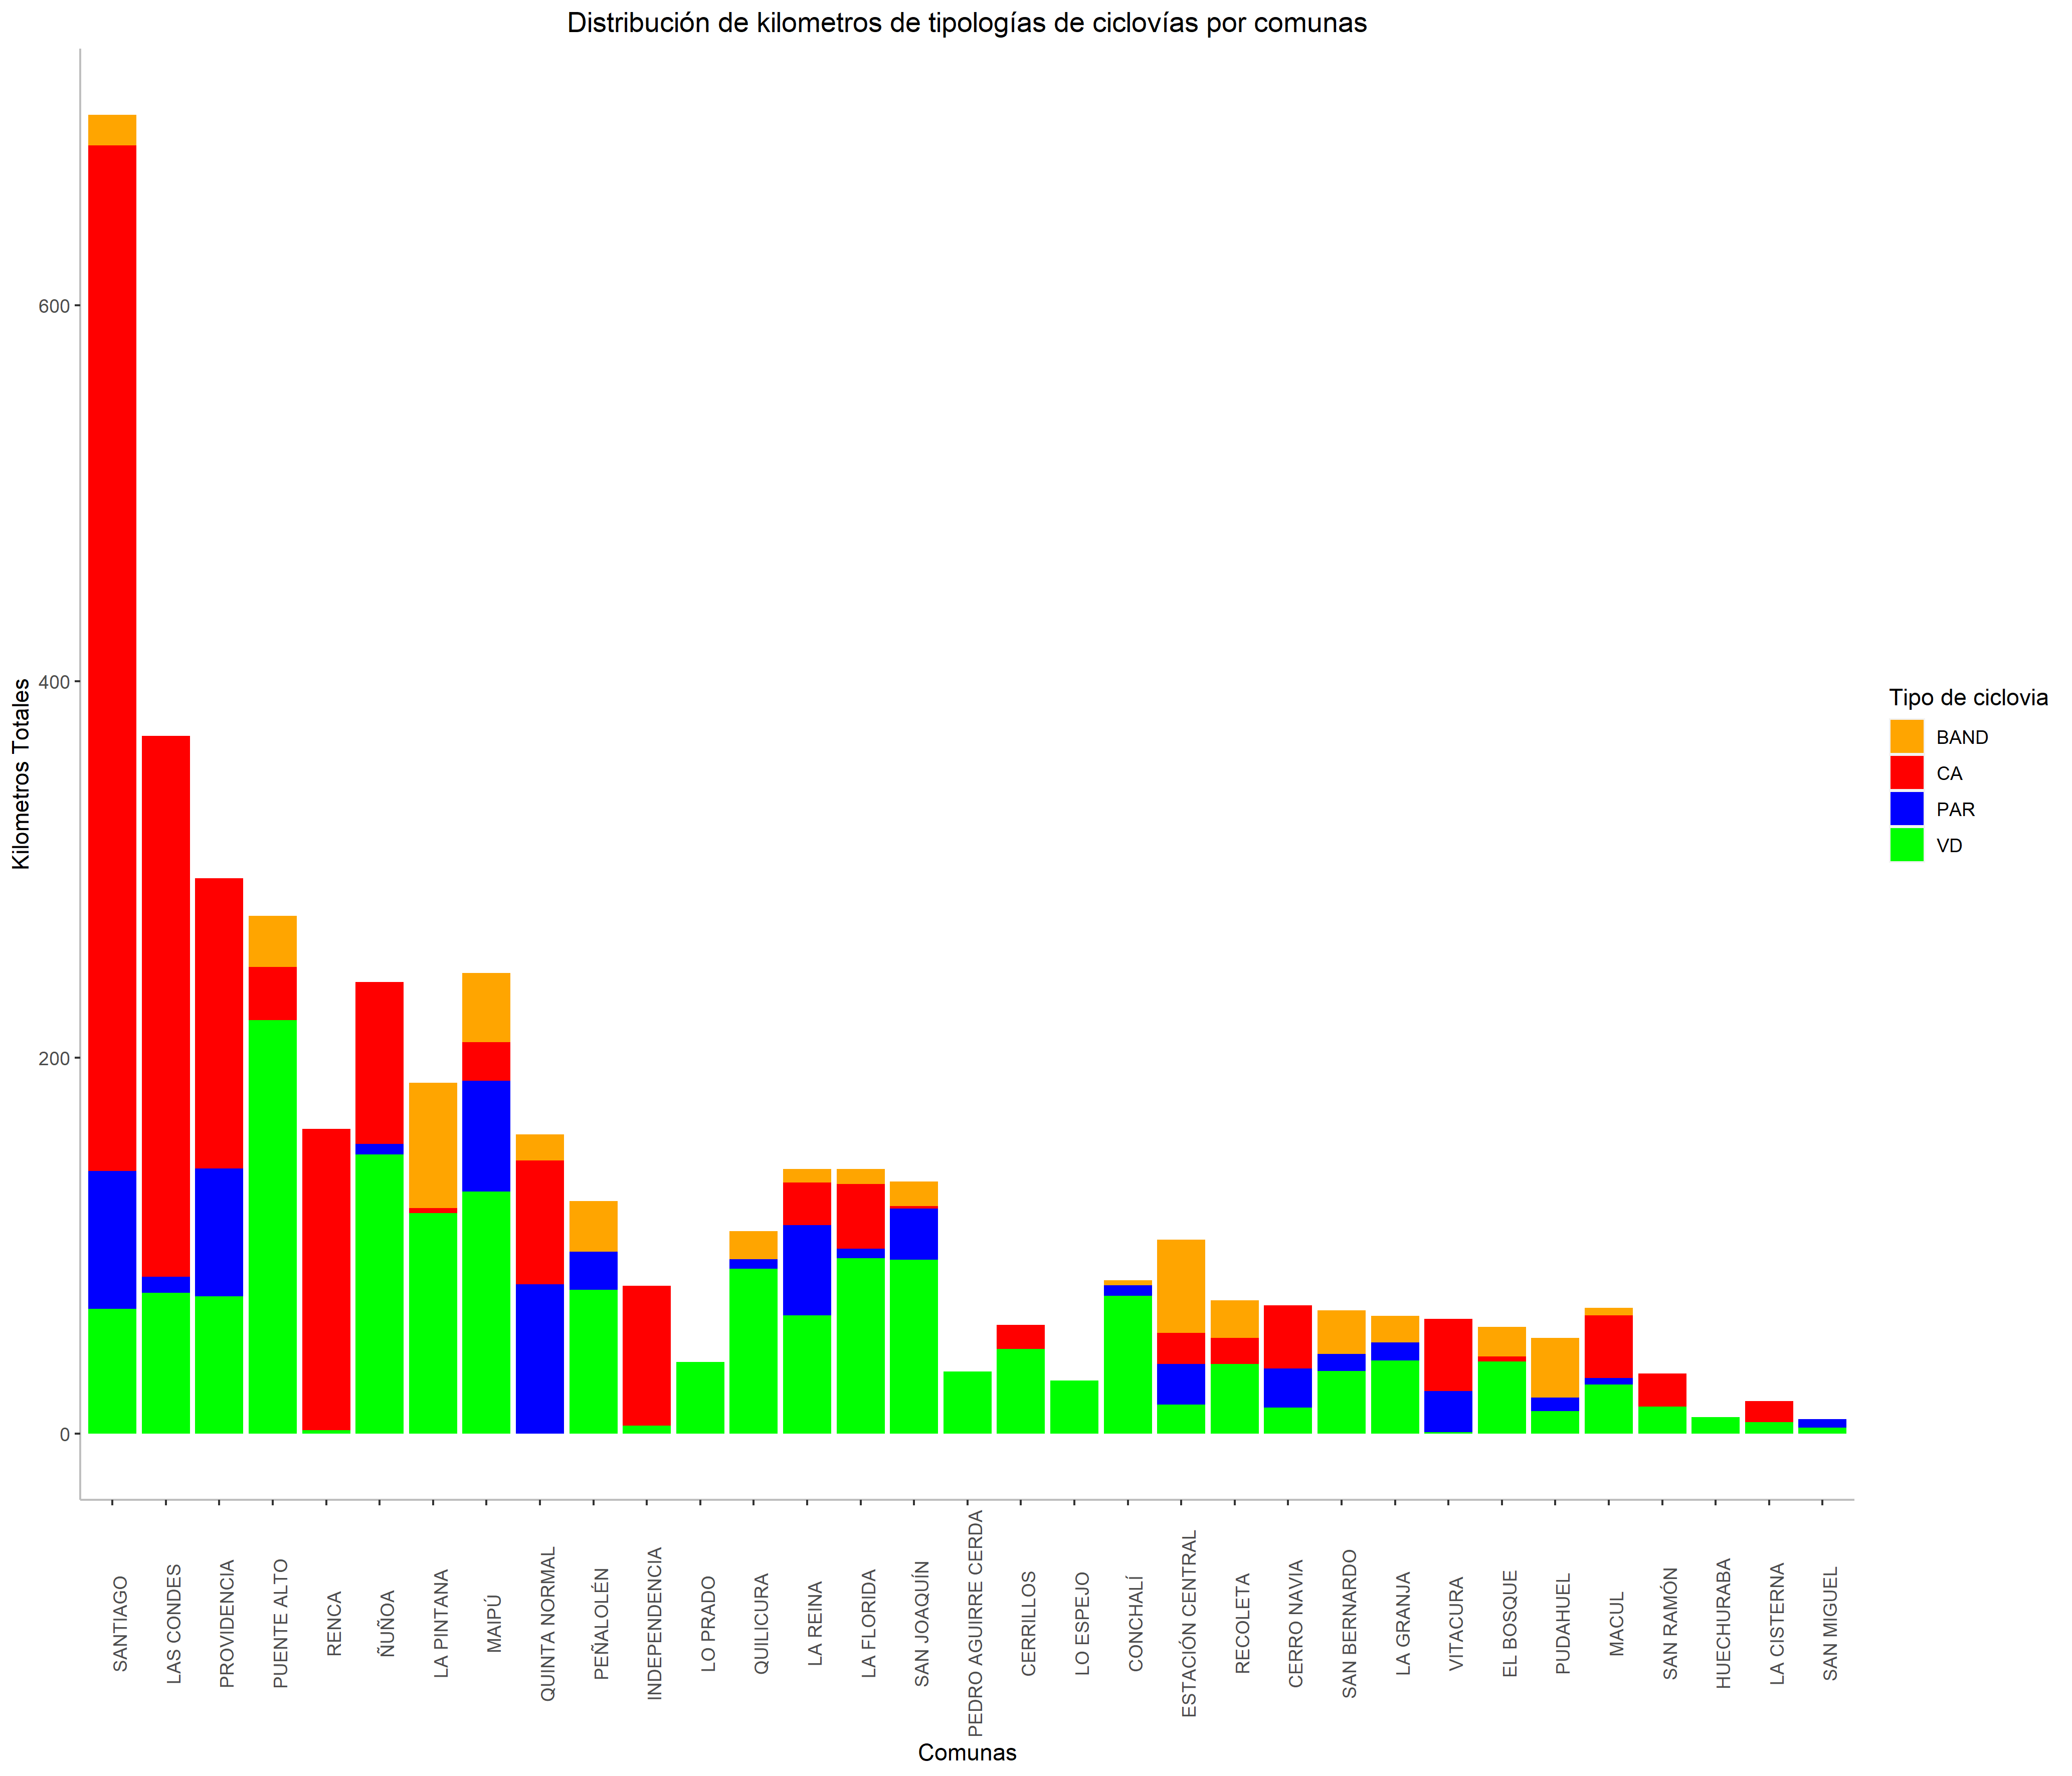 Distribución de kilometros de tipologías de ciclovías por comunas
Kilometros Totales
600
400
200
0
SANTIAGO
LAS CONDES
PROVIDENCIA
PUENTE ALTO
RENCA
ÑUÑOA
LA PINTANA
MAIPÚ
QUINTA NORMAL
PEÑALOLÉN
INDEPENDENCIA
LO PRADO
QUILICURA
LA REINA
LA FLORIDA
SAN JOAQUÍN
PEDRO AGUIRRE CERDA
CERRILLOS
LO ESPEJO
CONCHALÍ
ESTACIÓN CENTRAL
RECOLETA
CERRO NAVIA
SAN BERNARDO
LA GRANJA
VITACURA
EL BOSQUE
PUDAHUEL
MACUL
SAN RAMÓN
HUECHURABA
LA CISTERNA
SAN MIGUEL
Comunas
Tipo de ciclovia
BAND
CA
PAR
VD